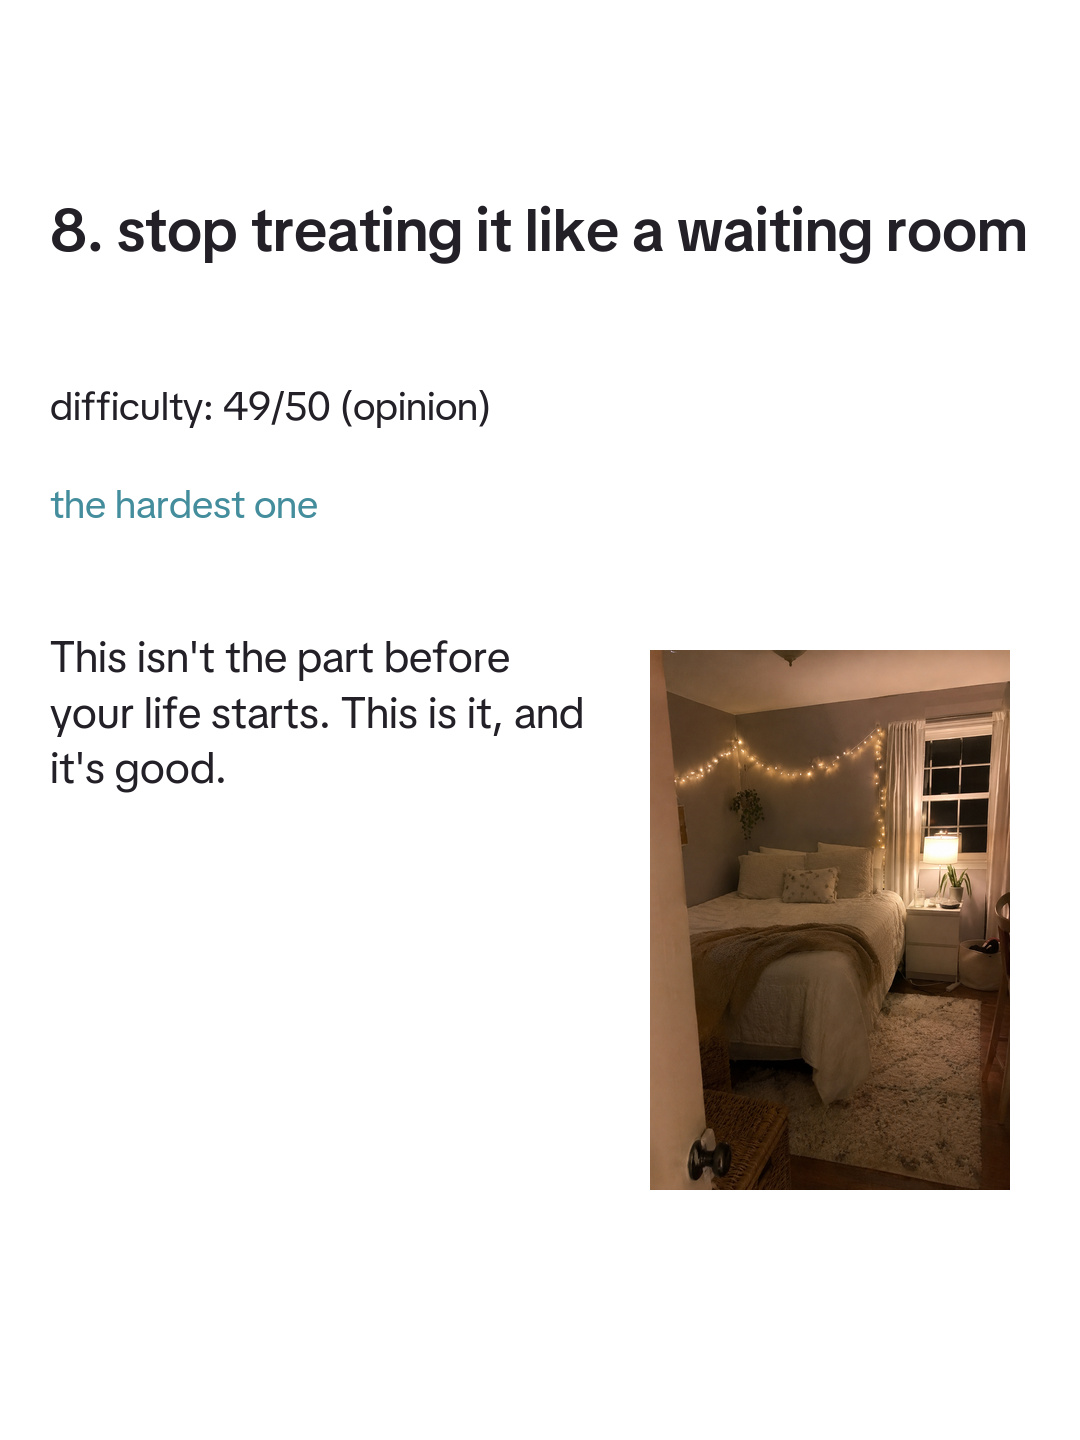 8. stop treating it like a waiting room
difficulty: 49/50 (opinion)
the hardest one
This isn't the part before
your life starts. This is it, and
it's good.